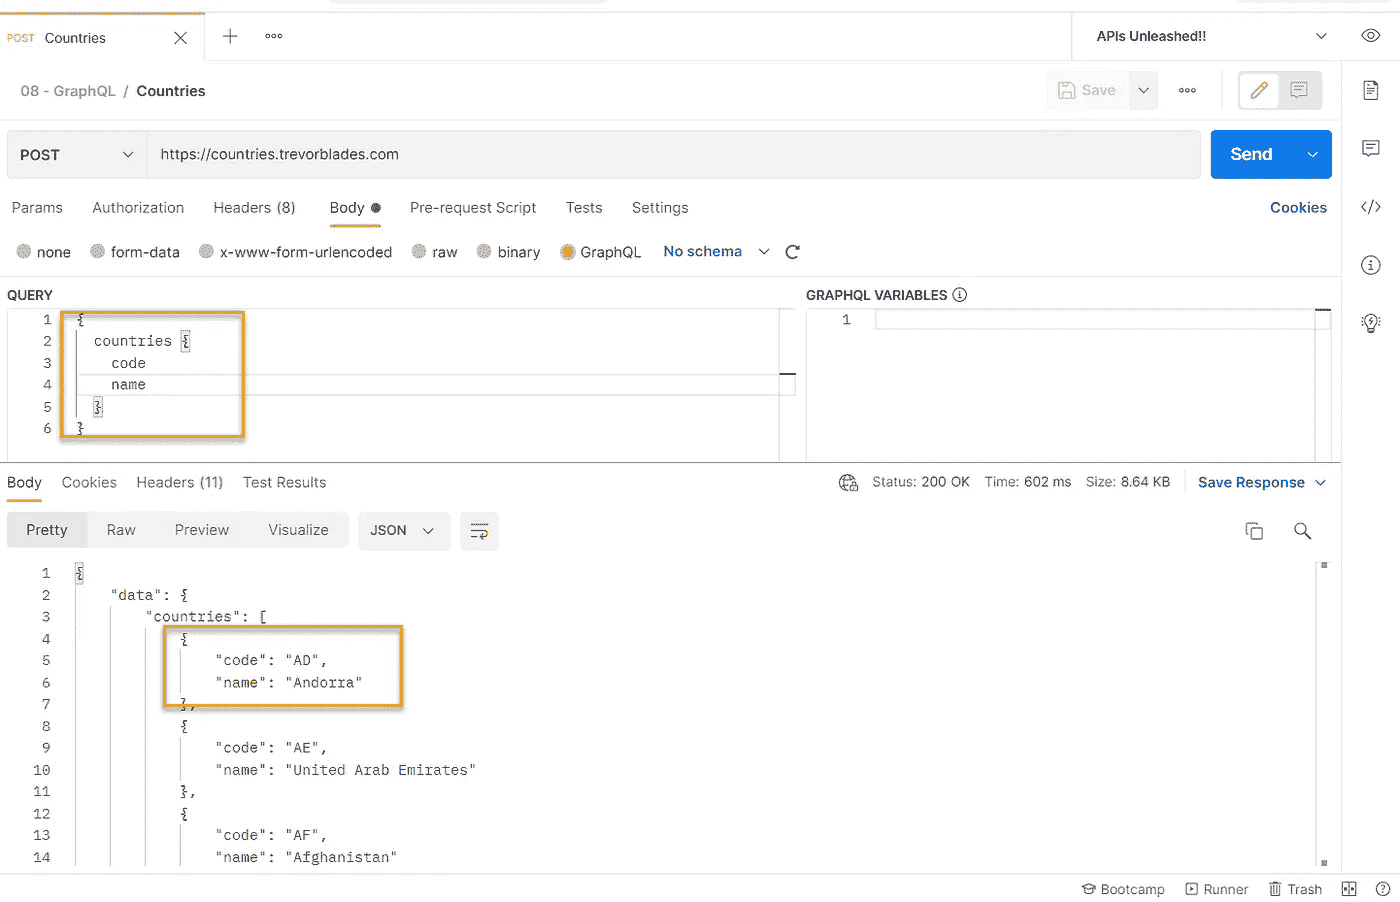 POST Countries
APIs Unleashed!!
08 - GraphQL / Countries
Save
POST https://countries.trevorblades.com Send
Params Authorization Headers (8) Body Pre-request Script Tests Settings Cookies
none form-data x-www-form-urlencoded raw binary GraphQL No schema
QUERY GRAPHQL VARIABLES
1 {
2 countries {
3 code
4 name
5 }
6 }
1
Body Cookies Headers (11) Test Results Status: 200 OK Time: 602 ms Size: 8.64 KB Save Response
Pretty Raw Preview Visualize JSON
1 {
2 "data": {
3 "countries": [
4 {
5 "code": "AD",
6 "name": "Andorra"
7 },
8 {
9 "code": "AE",
10 "name": "United Arab Emirates"
11 },
12 {
13 "code": "AF",
14 "name": "Afghanistan"
Bootcamp Runner Trash